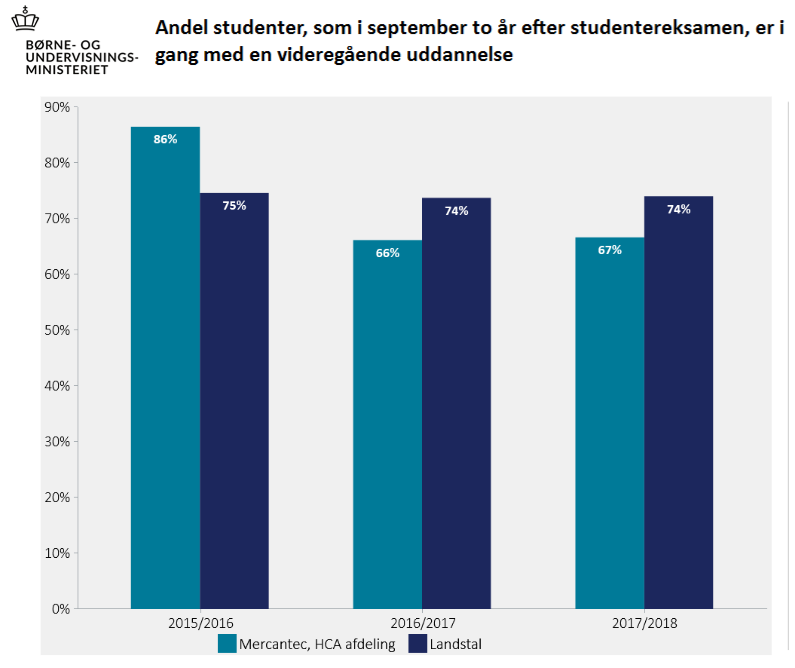 BØRNE- OG
UNDERVISNINGS-
MINISTERIET
Andel studenter, som i september to år efter studentereksamen, er i
gang med en videregående uddannelse
90%
80%
70%
60%
50%
40%
30%
20%
10%
0%
86%
75%
66%
74%
67%
74%
2015/2016
2016/2017
2017/2018
Mercantec, HCA afdeling
Landstal